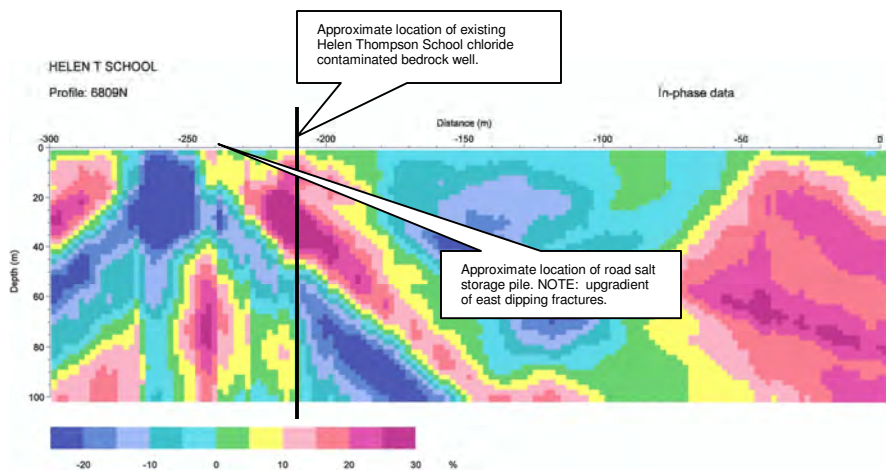 Approximate location of existing
Helen Thompson School chloride
contaminated bedrock well.
HELEN T SCHOOL
Profile: 6809N
In-phase data
Distance (m)
-300 -250 -200 -150 -100 -50 0
Depth (m)
0
20
40
60
80
100
Approximate location of road salt
storage pile. NOTE: upgradient
of east dipping fractures.
-20 -10 0 10 20 30 %